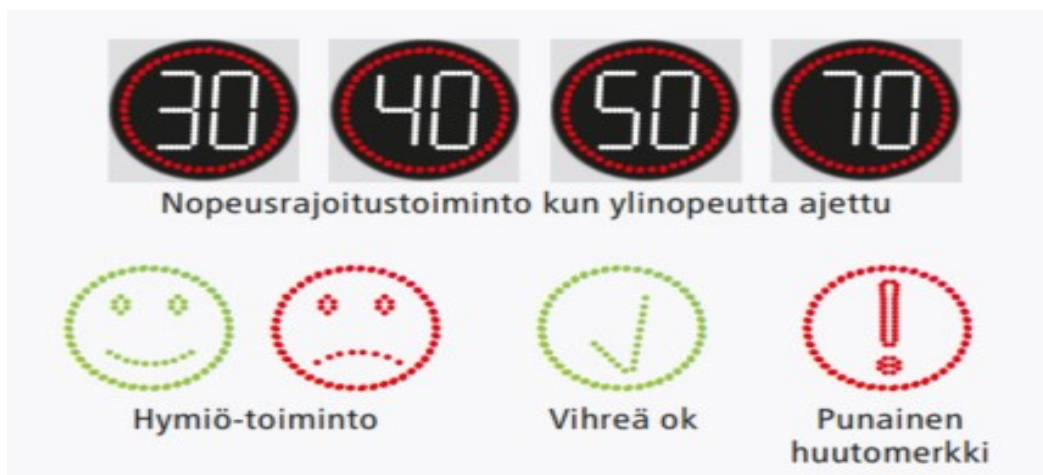 30 40 50 70
Nopeusrajoitustoiminto kun ylinopeutta ajettu
Hymiö-toiminto Vihreä ok Punainen
huutomerkki